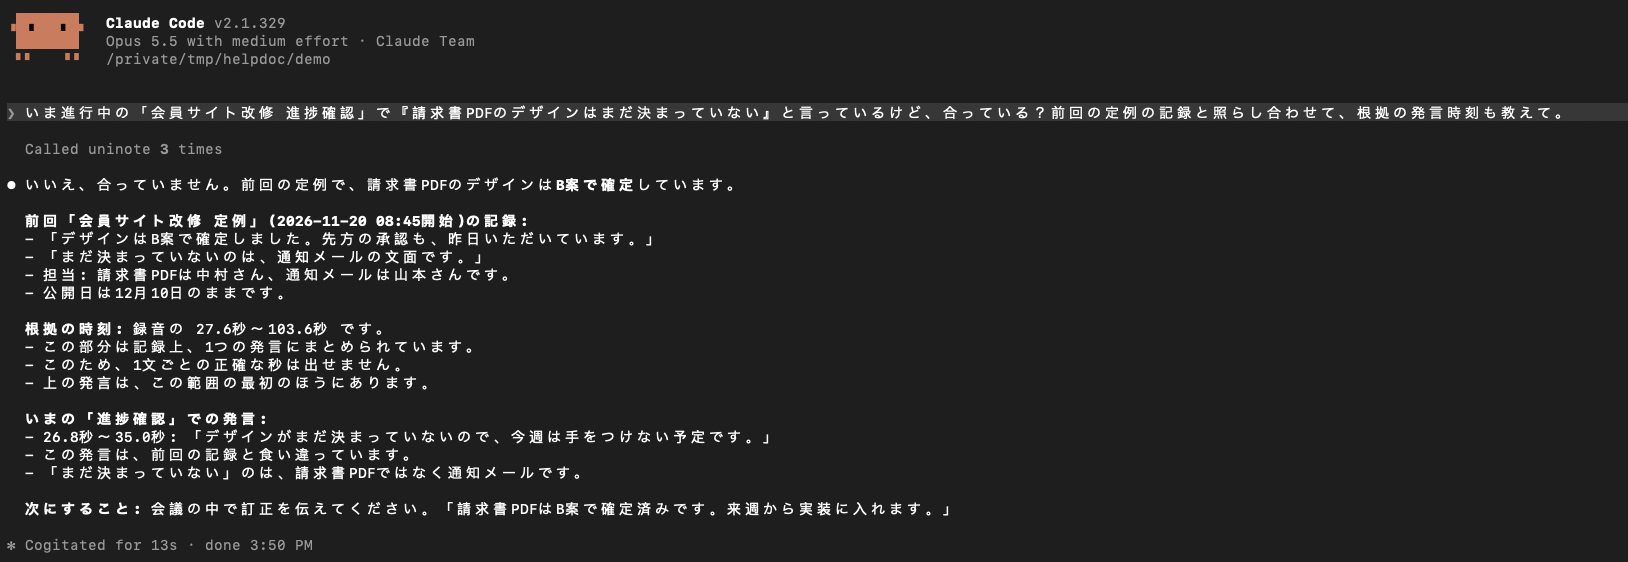 Claude Code v2.1.329
Opus 5.5 with medium effort · Claude Team
/private/tmp/helpdoc/demo
❯ いま進行中の「会員サイト改修 進捗確認」で『請求書PDFのデザインはまだ決まっていない』と言っているけど、合っている？前回の定例の記録と照らし合わせて、根拠の発言時刻も教えて。
Called uninote 3 times
● いいえ、合っていません。前回の定例で、請求書PDFのデザインはB案で確定しています。
前回「会員サイト改修 定例」(2026-11-20 08:45開始)の記録:
- 「デザインはB案で確定しました。先方の承認も、昨日いただいています。」
- 「まだ決まっていないのは、通知メールの文面です。」
- 担当: 請求書PDFは中村さん、通知メールは山本さんです。
- 公開日は12月10日のままです。
根拠の時刻: 録音の 27.6秒〜103.6秒 です。
- この部分は記録上、1つの発言にまとめられています。
- このため、1文ごとの正確な秒は出せません。
- 上の発言は、この範囲の最初のほうにあります。
いまの「進捗確認」での発言:
- 26.8秒〜35.0秒: 「デザインがまだ決まっていないので、今週は手をつけない予定です。」
- この発言は、前回の記録と食い違っています。
- 「まだ決まっていない」のは、請求書PDFではなく通知メールです。
次にすること: 会議の中で訂正を伝えてください。「請求書PDFはB案で確定済みです。来週から実装に入れます。」
✻ Cogitated for 13s · done 3:50 PM